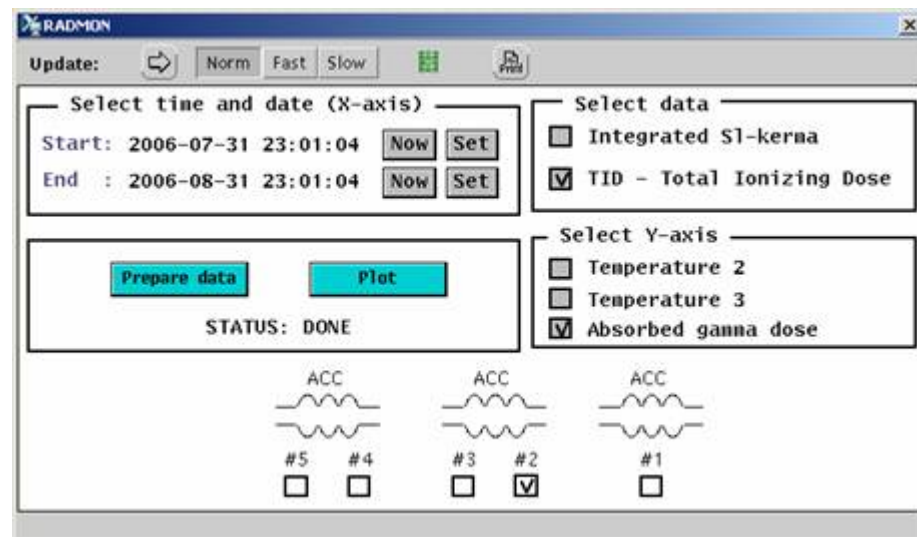 RADMON
Update: Norm Fast Slow Print
Select time and date (X-axis)
Start: 2006-07-31 23:01:04 Now Set
End : 2006-08-31 23:01:04 Now Set
Select data
Integrated Sl-kerma
TID - Total Ionizing Dose
Prepare data Plot
STATUS: DONE
Select Y-axis
Temperature 2
Temperature 3
Absorbed gamma dose
ACC ACC ACC
#5 #4 #3 #2 #1